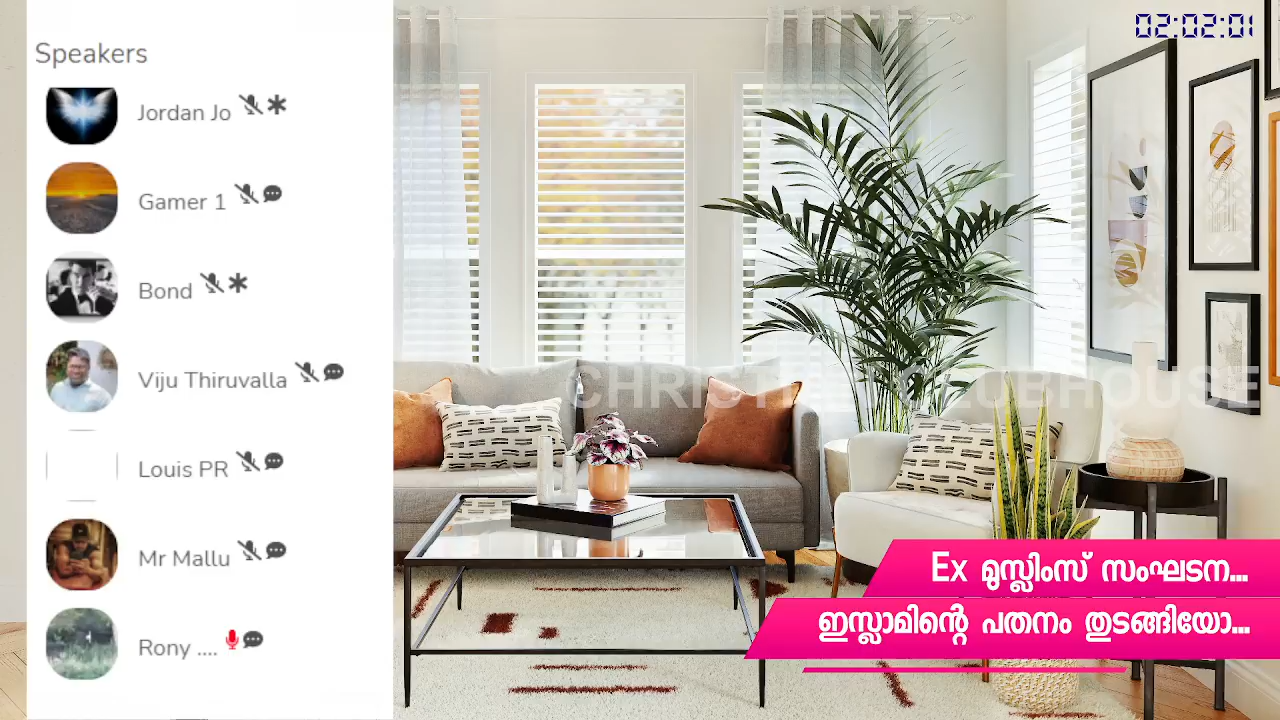 02:02:01
Speakers
Jordan Jo
Gamer 1
Bond
Viju Thiruvalla
Louis PR
Mr Mallu
Rony ....
CLUBHOUSE
Ex മുസ്ലിംസ് സംഘടന...
ഇസ്ലാമിന്റെ പതനം തുടങ്ങിയോ...